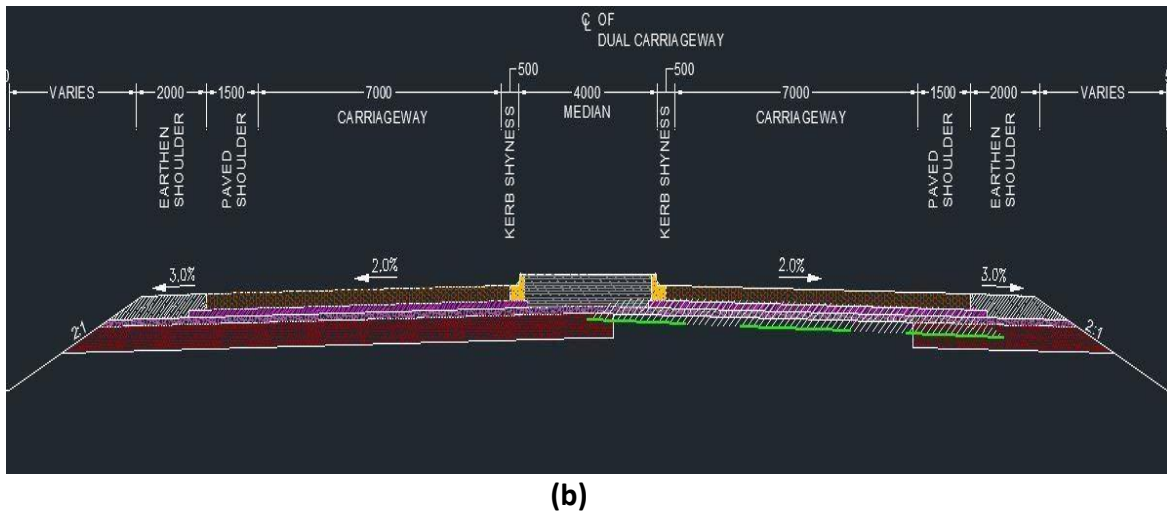 ℄ OF
DUAL CARRIAGEWAY
500 500
VARIES 2000 1500 7000 4000 7000 1500 2000 VARIES
CARRIAGEWAY MEDIAN CARRIAGEWAY
EARTHEN SHOULDER
PAVED SHOULDER
KERB SHYNESS
KERB SHYNESS
PAVED SHOULDER
EARTHEN SHOULDER
3.0% 2.0% 2.0% 3.0%
2:1 2:1
(b)